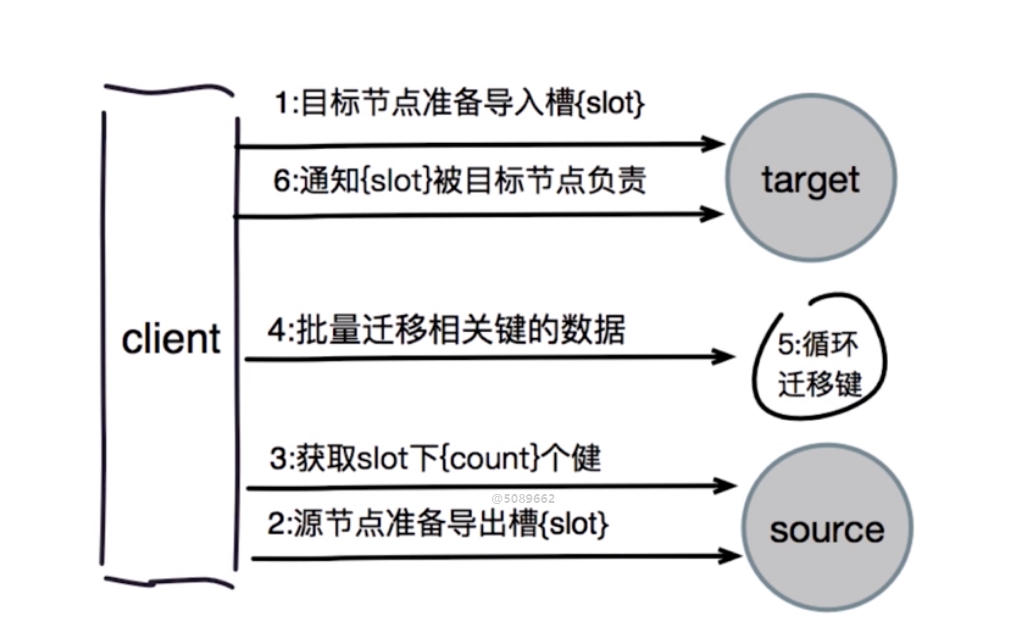 1:目标节点准备导入槽{slot}
6:通知{slot}被目标节点负责
target
client
4:批量迁移相关键的数据
5:循环
迁移键
3:获取slot下{count}个健
@5089662
2:源节点准备导出槽{slot}
source